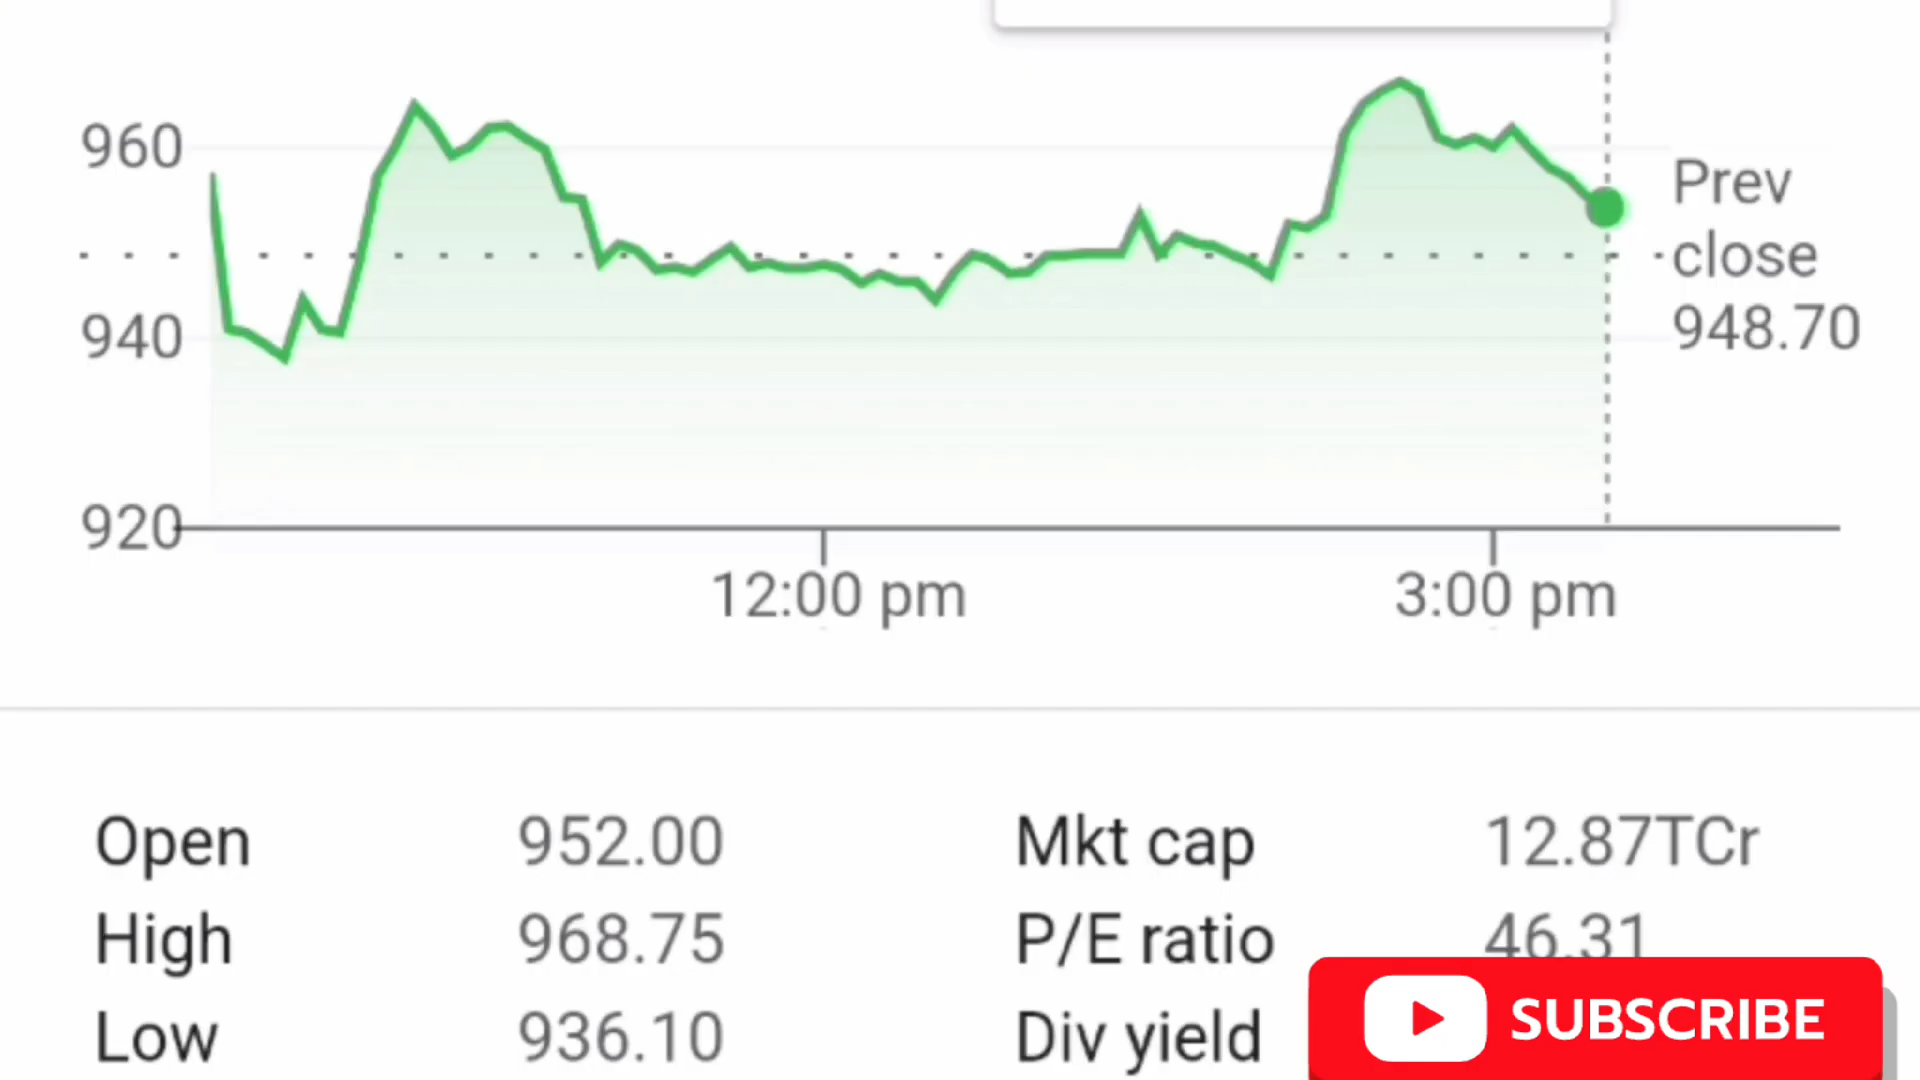 960
940
920
Prev
close
948.70
12:00 pm
3:00 pm
Open 952.00 Mkt cap 12.87TCr
High 968.75 P/E ratio 46.31
Low 936.10 Div yield
SUBSCRIBE